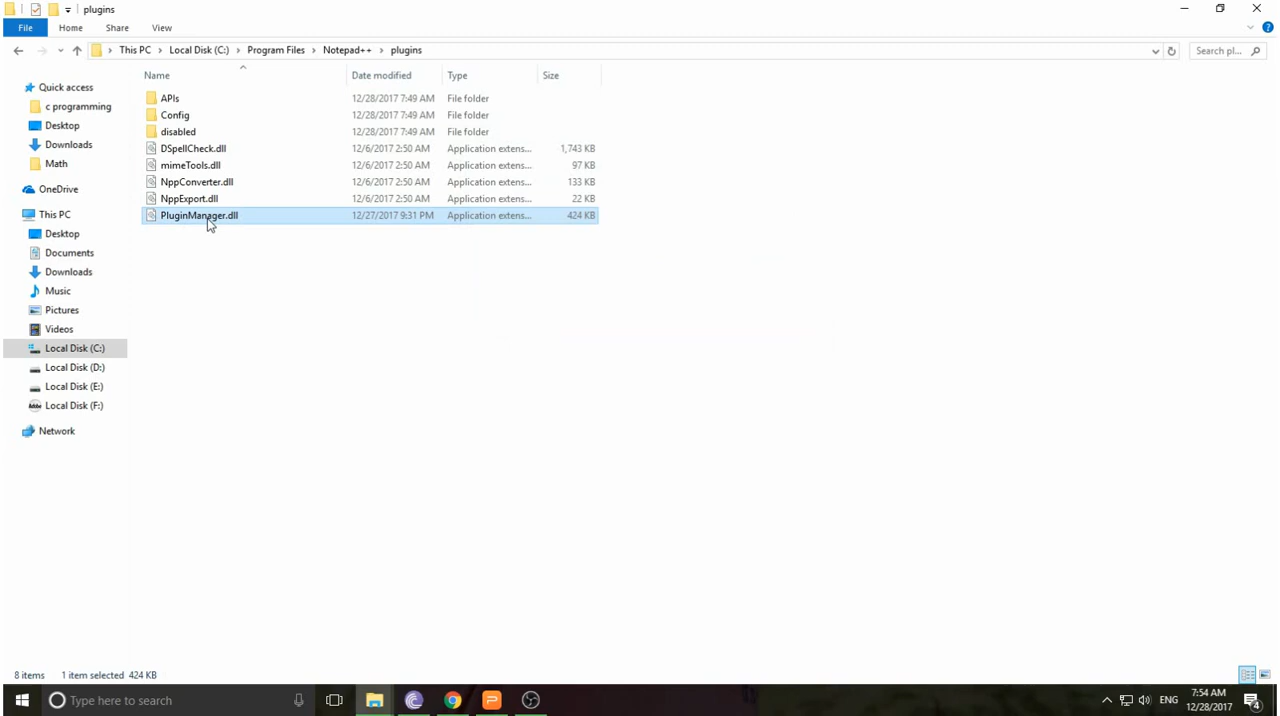 plugins
File Home Share View
This PC Local Disk (C:) Program Files Notepad++ plugins Search pl...
Name Date modified Type Size
APIs 12/28/2017 7:49 AM File folder
Config 12/28/2017 7:49 AM File folder
disabled 12/28/2017 7:49 AM File folder
DSpellCheck.dll 12/6/2017 2:50 AM Application extens... 1,743 KB
mimeTools.dll 12/6/2017 2:50 AM Application extens... 97 KB
NppConverter.dll 12/6/2017 2:50 AM Application extens... 133 KB
NppExport.dll 12/6/2017 2:50 AM Application extens... 22 KB
PluginManager.dll 12/27/2017 9:31 PM Application extens... 424 KB
Quick access
c programming
Desktop
Downloads
Math
OneDrive
This PC
Desktop
Documents
Downloads
Music
Pictures
Videos
Local Disk (C:)
Local Disk (D:)
Local Disk (E:)
Local Disk (F:)
Network
8 items 1 item selected 424 KB
Type here to search
ENG
7:54 AM
12/28/2017
4